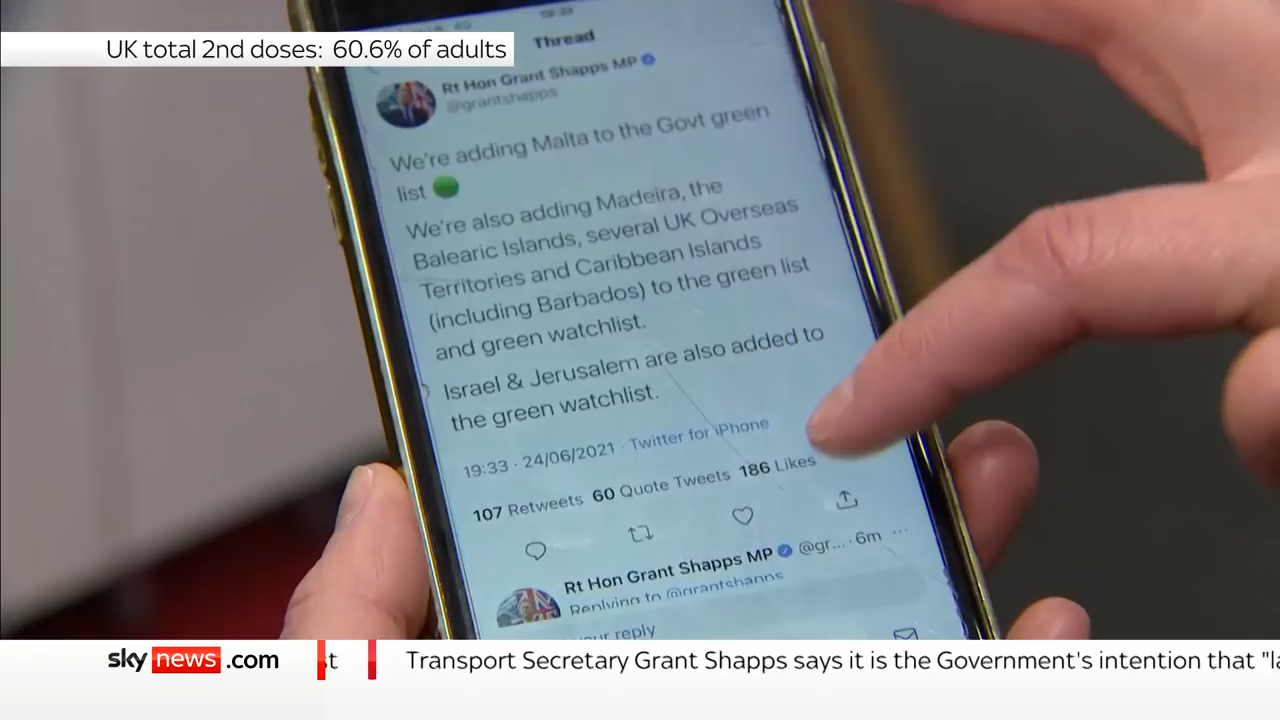 UK total 2nd doses: 60.6% of adults
Thread
Rt Hon Grant Shapps MP
@grantshapps
We're adding Malta to the Govt green
list
We're also adding Madeira, the
Balearic Islands, several UK Overseas
Territories and Caribbean Islands
(including Barbados) to the green list
and green watchlist.
Israel & Jerusalem are also added to
the green watchlist.
19:33 · 24/06/2021 · Twitter for iPhone
107 Retweets 60 Quote Tweets 186 Likes
Rt Hon Grant Shapps MP @gr... · 6m
Replying to @grantshapps
reply
sky news .com
Transport Secretary Grant Shapps says it is the Government's intention that "la